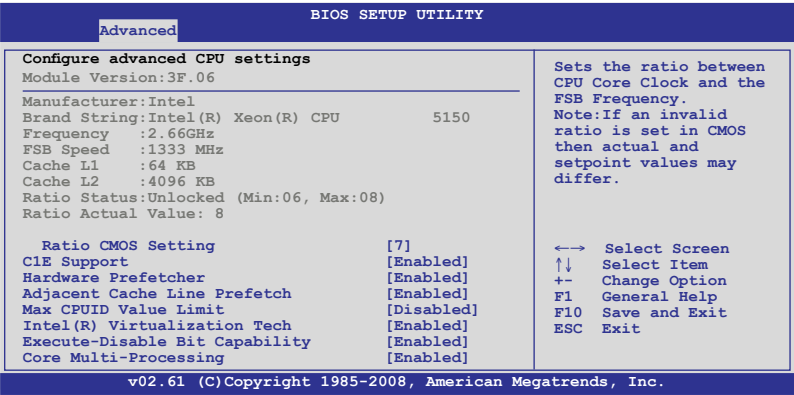 BIOS SETUP UTILITY
Advanced
Configure advanced CPU settings
Module Version:3F.06
Manufacturer:Intel
Brand String:Intel(R) Xeon(R) CPU 5150
Frequency :2.66GHz
FSB Speed :1333 MHz
Cache L1 :64 KB
Cache L2 :4096 KB
Ratio Status:Unlocked (Min:06, Max:08)
Ratio Actual Value: 8
Ratio CMOS Setting [7]
C1E Support [Enabled]
Hardware Prefetcher [Enabled]
Adjacent Cache Line Prefetch [Enabled]
Max CPUID Value Limit [Disabled]
Intel(R) Virtualization Tech [Enabled]
Execute-Disable Bit Capability [Enabled]
Core Multi-Processing [Enabled]
Sets the ratio between
CPU Core Clock and the
FSB Frequency.
Note:If an invalid
ratio is set in CMOS
then actual and
setpoint values may
differ.
←→ Select Screen
↑↓ Select Item
+- Change Option
F1 General Help
F10 Save and Exit
ESC Exit
v02.61 (C)Copyright 1985-2008, American Megatrends, Inc.